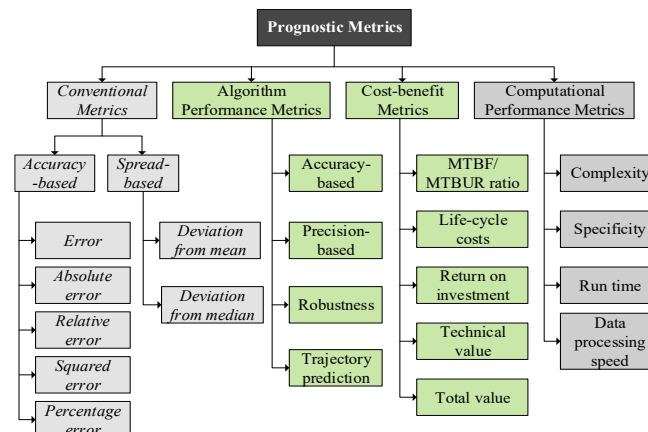 Prognostic Metrics
Conventional
Metrics
Algorithm
Performance Metrics
Cost-benefit
Metrics
Computational
Performance Metrics
Accuracy
-based
Spread-
based
Error
Absolute
error
Relative
error
Squared
error
Percentage
error
Deviation
from mean
Deviation
from median
Accuracy-
based
Precision-
based
Robustness
Trajectory
prediction
MTBF/
MTBUR ratio
Life-cycle
costs
Return on
investment
Technical
value
Total value
Complexity
Specificity
Run time
Data
processing
speed